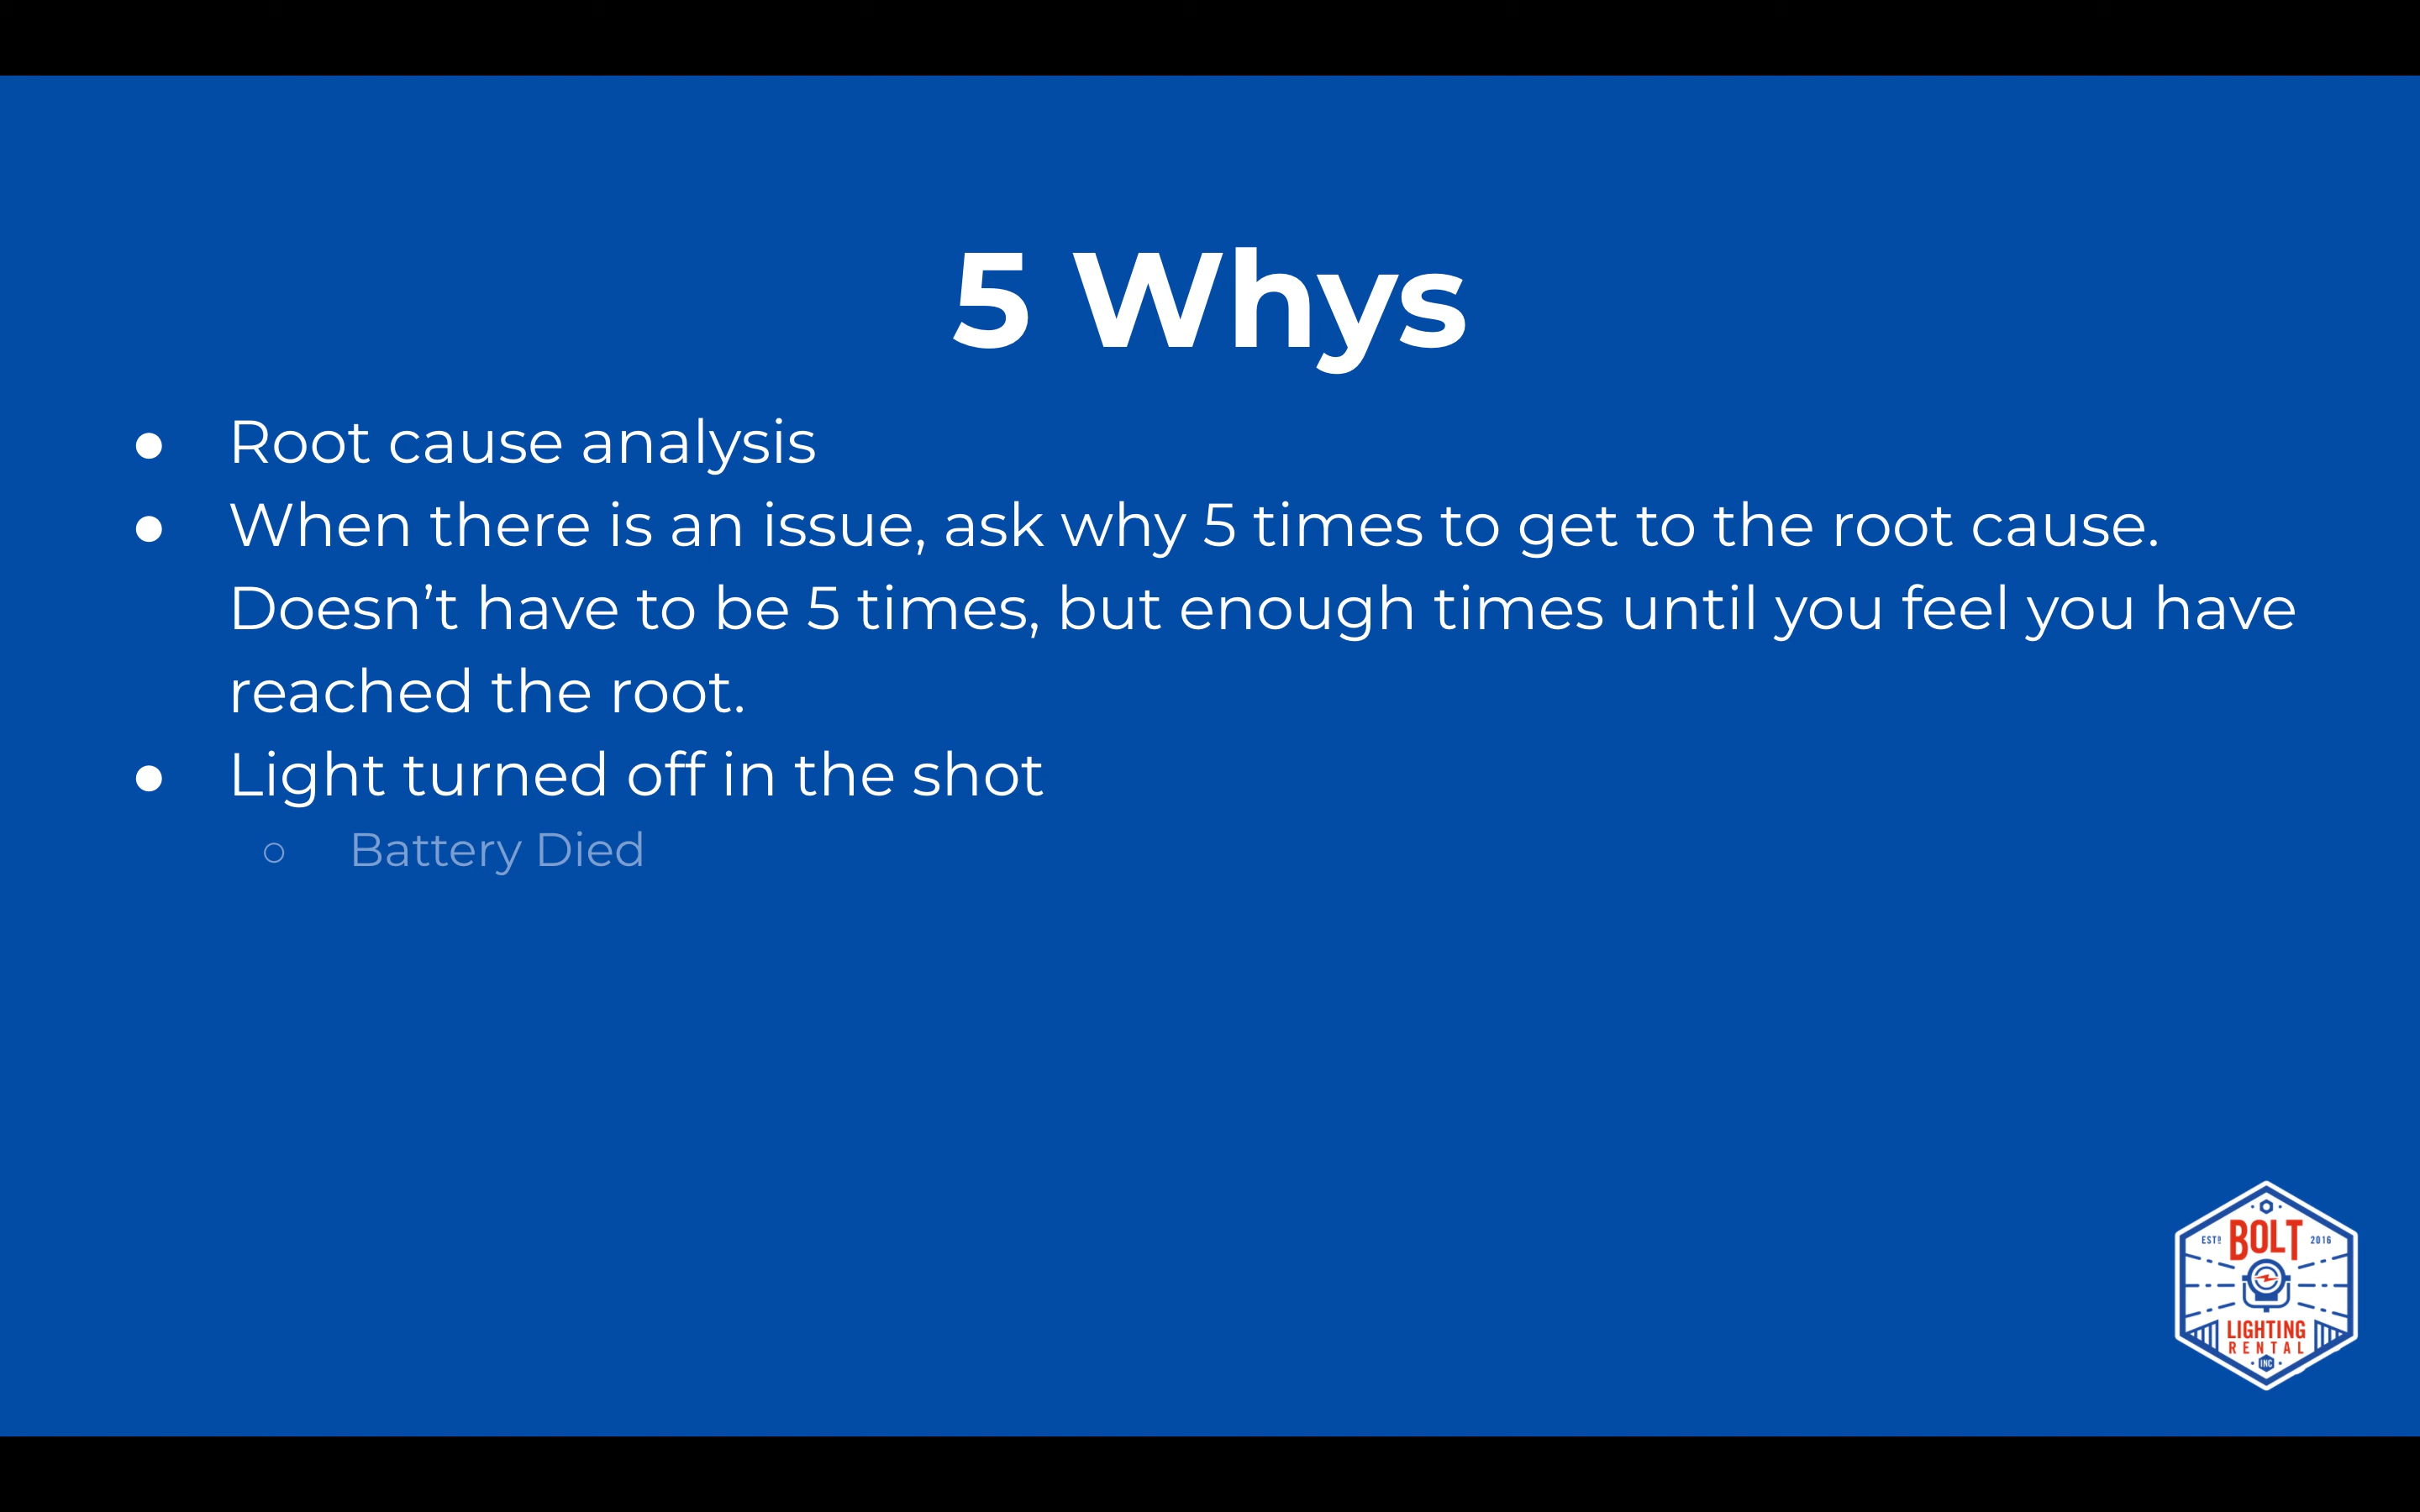 5 Whys
● Root cause analysis
● When there is an issue, ask why 5 times to get to the root cause.
Doesn't have to be 5 times, but enough times until you feel you have
reached the root.
● Light turned off in the shot
○ Battery Died
ESTD BOLT 2016
LIGHTING
RENTAL
INC